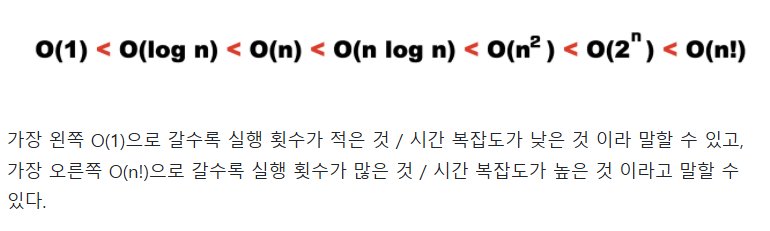 O(1) < O(log n) < O(n) < O(n log n) < O(n²) < O(2ⁿ) < O(n!)
가장 왼쪽 O(1)으로 갈수록 실행 횟수가 적은 것 / 시간 복잡도가 낮은 것 이라 말할 수 있고,
가장 오른쪽 O(n!)으로 갈수록 실행 횟수가 많은 것 / 시간 복잡도가 높은 것 이라고 말할 수
있다.